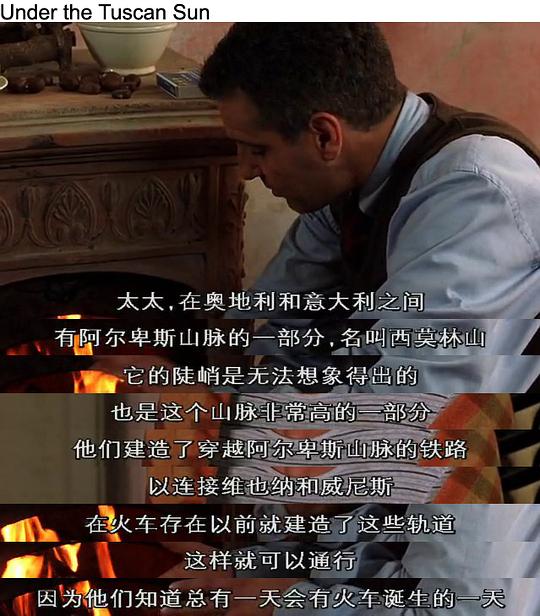 Under the Tuscan Sun
太太,在奥地利和意大利之间
有阿尔卑斯山脉的一部分,名叫西莫林山
它的陡峭是无法想象得出的
也是这个山脉非常高的一部分
他们建造了穿越阿尔卑斯山脉的铁路
以连接维也纳和威尼斯
在火车存在以前就建造了这些轨道
这样就可以通行
因为他们知道总有一天会有火车诞生的一天